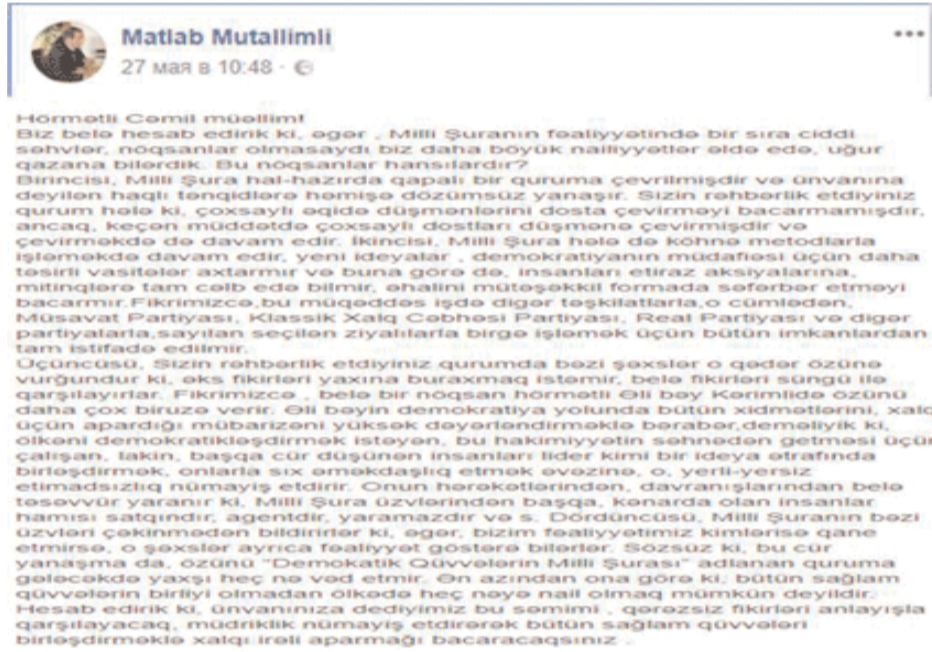 Matlab Mutallimli
27 мая в 10:48 ·
Hörmətli Cəmil müəllim!
Biz belə hesab edirik ki, əgər , Milli Şuranın fəaliyyətində bir sıra ciddi
səhvlər, nöqsanlar olmasaydı biz daha böyük nailiyyətlər əldə edə, uğur
qazana bilərdik. Bu nöqsanlar hansılardır?
Birincisi, Milli Şura hal-hazırda qapalı bir quruma çevrilmişdir və ünvanına
deyilən haqlı tənqidlərə həmişə dözümsüz yanaşır. Sizin rəhbərlik etdiyiniz
qurum hələ ki, çoxsaylı əqidə düşmənlərini dosta çevirməyi bacarmamışdır,
ancaq, keçən müddətdə çoxsaylı dostları düşmənə çevirmişdir və
çevirməkdə də davam edir. İkincisi, Milli Şura hələ də köhnə metodlarla
işləməkdə davam edir, yeni ideyalar , demokratiyanın müdafiəsi üçün daha
təsirli vasitələr axtarmır və buna görə də, insanları etiraz aksiyalarına,
mitinqlərə tam cəlb edə bilmir, əhalini mütəşəkkil formada səfərbər etməyi
bacarmır.Fikrimizcə,bu müqəddəs işdə digər təşkilatlarla,o cümlədən,
Müsavat Partiyası, Klassik Xalq Cəbhəsi Partiyası, Real Partiyası və digər
partiyalarla,sayılan seçilən ziyalılarla birgə işləmək üçün bütün imkanlardan
tam istifadə edilmir.
Üçüncüsü, Sizin rəhbərlik etdiyiniz qurumda bəzi şəxslər o qədər özünə
vurğundur ki, əks fikirləri yaxına buraxmaq istəmir, belə fikirləri süngü ilə
qarşılayırlar. Fikrimizcə , belə bir nöqsan hörmətli Əli bəy Kərimlidə özünü
daha çox biruzə verir. Əli bəyin demokratiya yolunda bütün xidmətlərini, xalq
üçün apardığı mübarizəni yüksək dəyərləndirməklə bərabər,deməliyik ki,
ölkəni demokratikləşdirmək istəyən, bu hakimiyyətin səhnədən getməsi üçün
çalışan, lakin, başqa cür düşünən insanları lider kimi bir ideya ətrafında
birləşdirmək, onlarla sıx əməkdaşlıq etmək əvəzinə, o, yerli-yersiz
etimadsızlıq nümayiş etdirir. Onun hərəkətlərindən, davranışlarından belə
təsəvvür yaranır ki, Milli Şura üzvlərindən başqa, kənarda olan insanlar
hamısı satqındır, agentdir, yaramazdır və s. Dördüncüsü, Milli Şuranın bəzi
üzvləri çəkinmədən bildirirlər ki, əgər, bizim fəaliyyətimiz kimlərisə qane
etmirsə, o şəxslər ayrıca fəaliyyət göstərə bilərlər. Sözsüz ki, bu cür
yanaşma da, özünü "Demokatik Qüvvələrin Milli Şurası" adlanan quruma
gələcəkdə yaxşı heç nə vəd etmir. Ən azından ona görə ki, bütün sağlam
qüvvələrin birliyi olmadan ölkədə heç nəyə nail olmaq mümkün deyildir.
Hesab edirik ki, ünvanınıza dediyimiz bu səmimi , qərəzsiz fikirləri anlayışla
qarşılayacaq, müdriklik nümayiş etdirərək bütün sağlam qüvvələri
birləşdirməklə xalqı irəli aparmağı bacaracaqsınız .